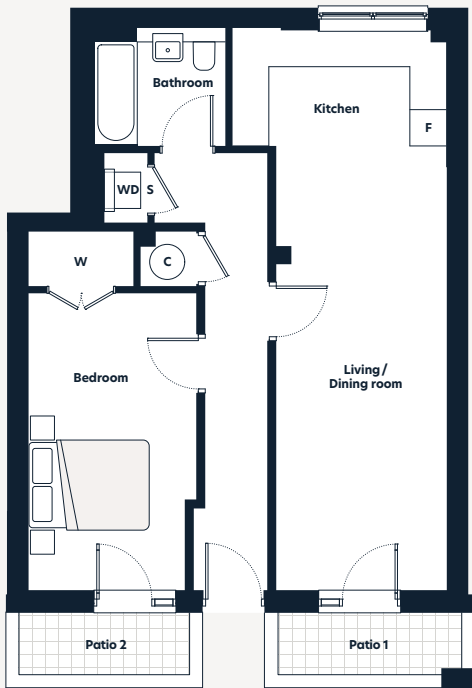 Bathroom
Kitchen
F
WD S
W
C
Bedroom
Living /
Dining room
Patio 2
Patio 1